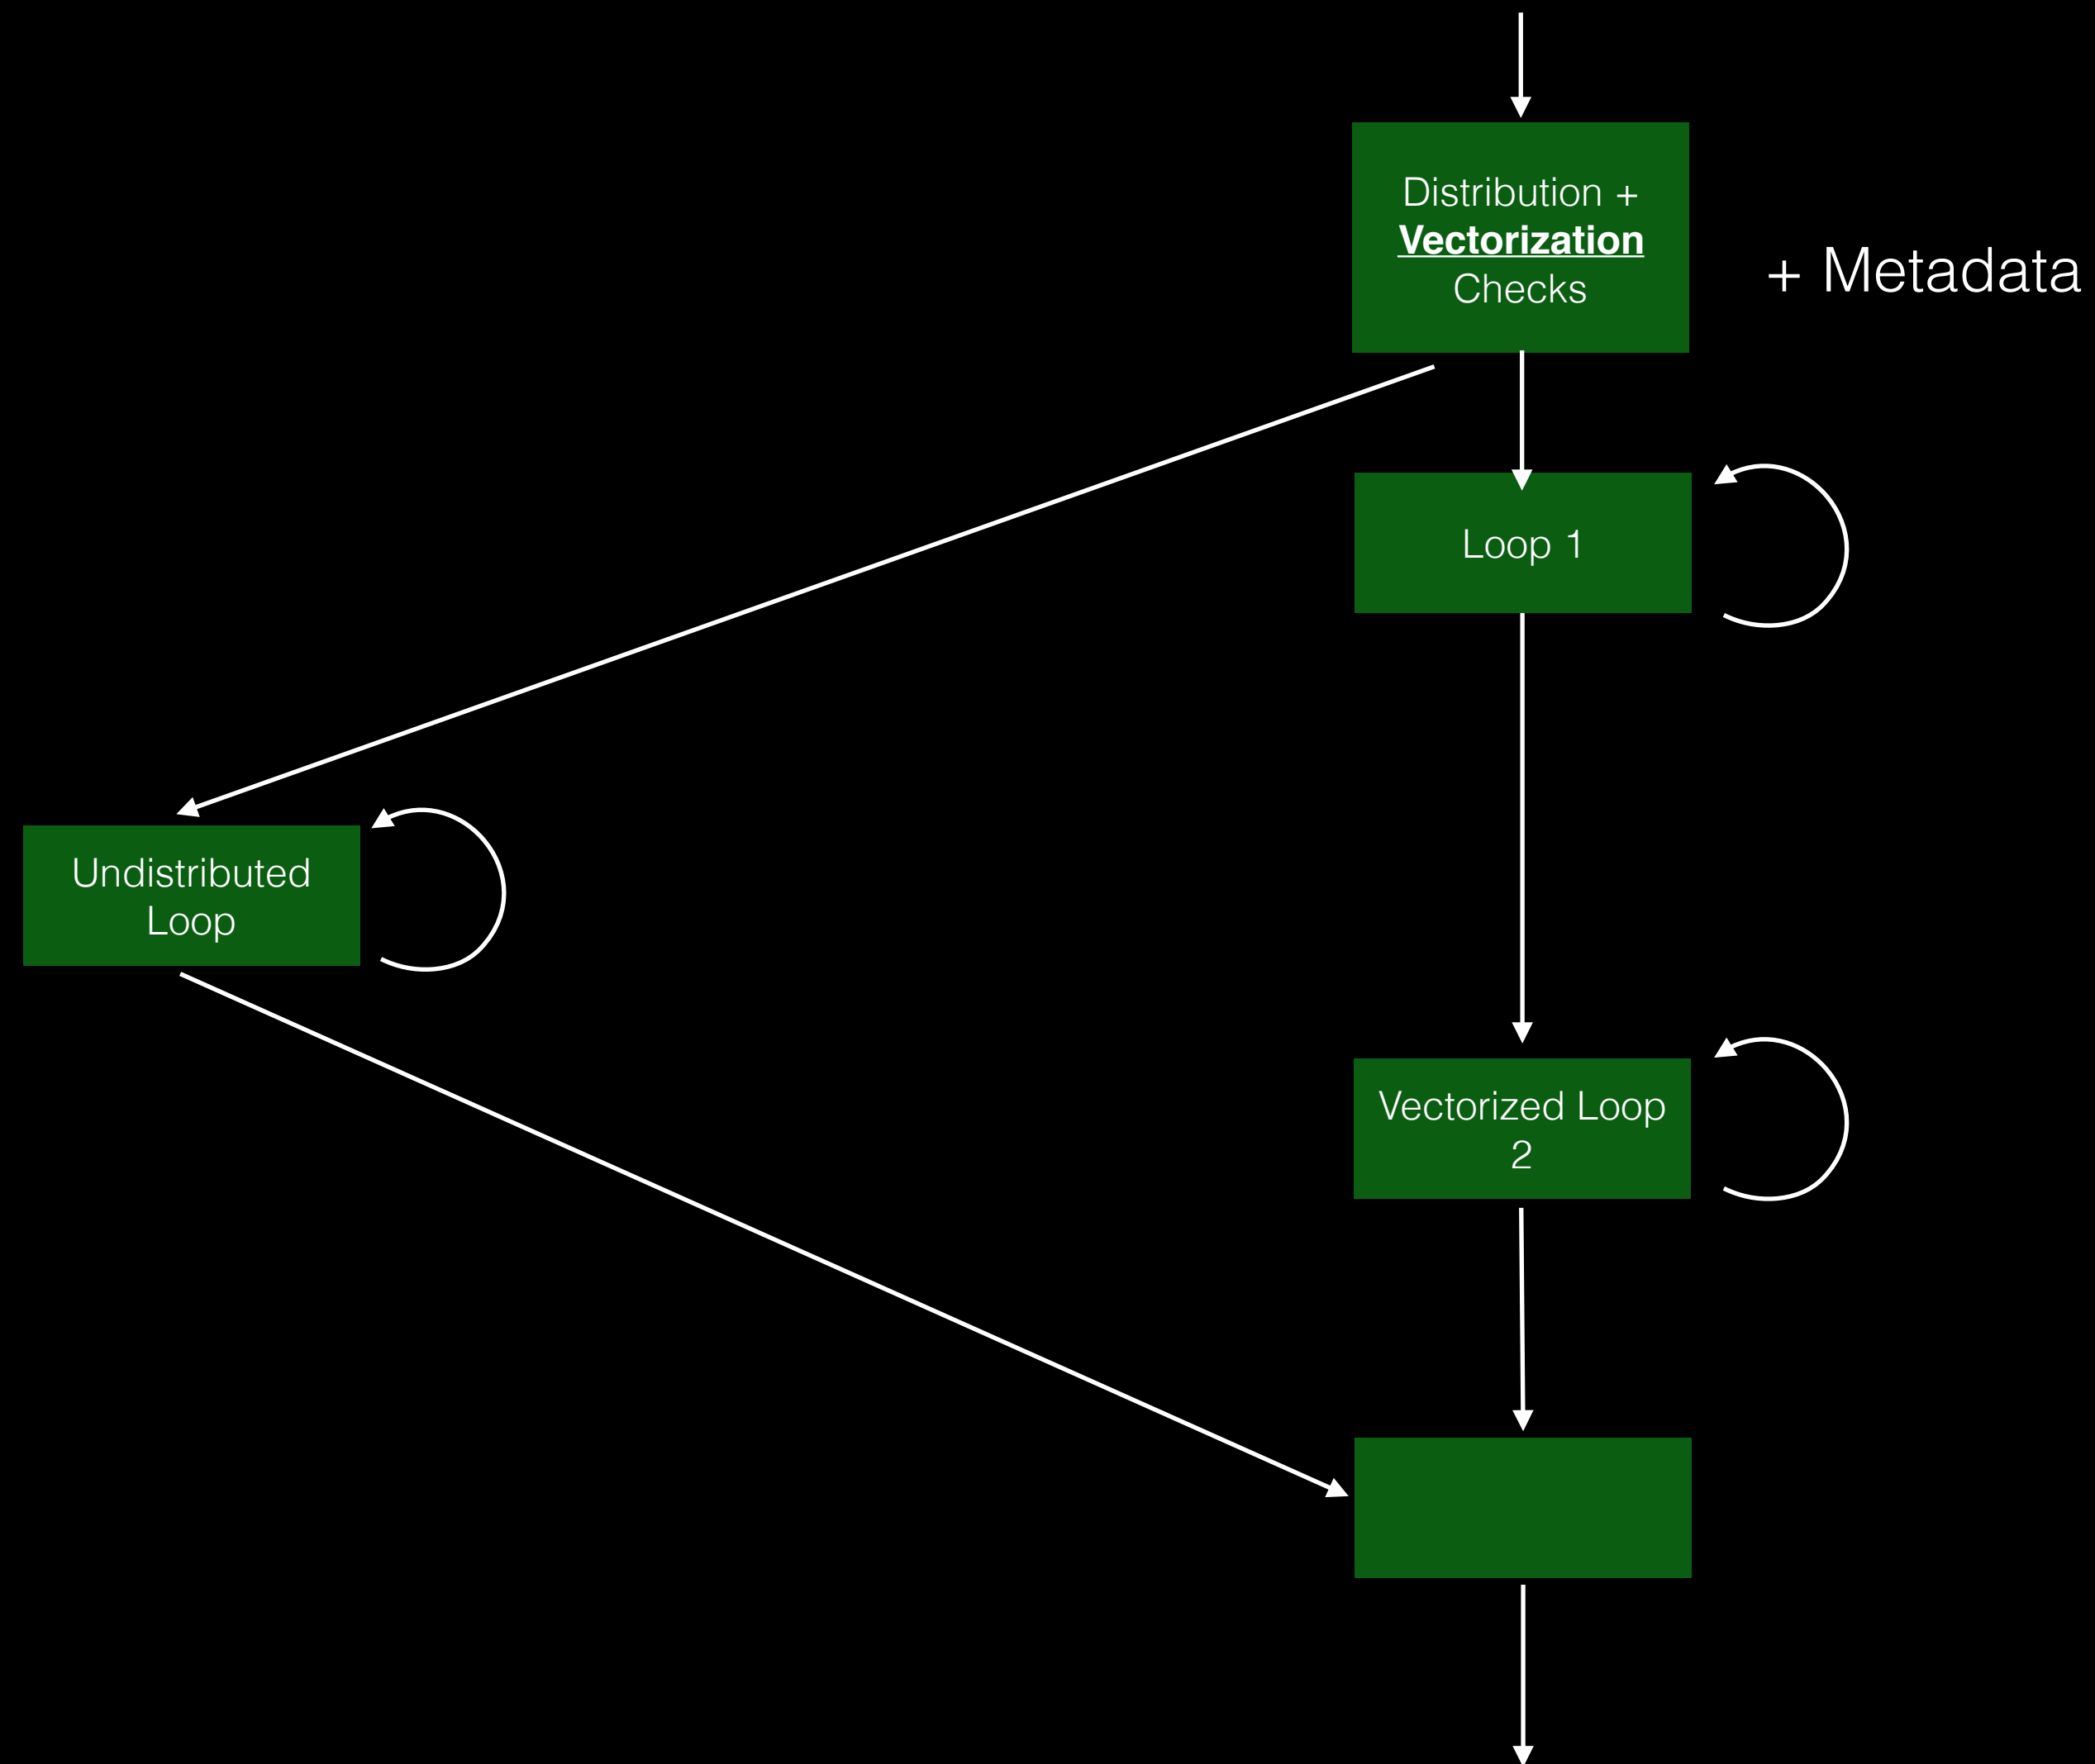 Distribution +
Vectorization
Checks
+ Metadata
Loop 1
Undistributed
Loop
Vectorized Loop
2